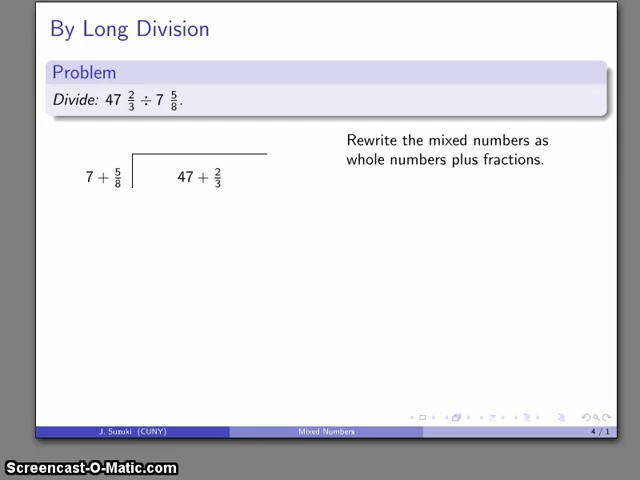 By Long Division
Problem
Divide: 47 2/3 ÷ 7 5/8.
Rewrite the mixed numbers as
whole numbers plus fractions.
7 + 5/8 47 + 2/3
J. Suzuki (CUNY) Mixed Numbers 4 / 1
Screencast-O-Matic.com